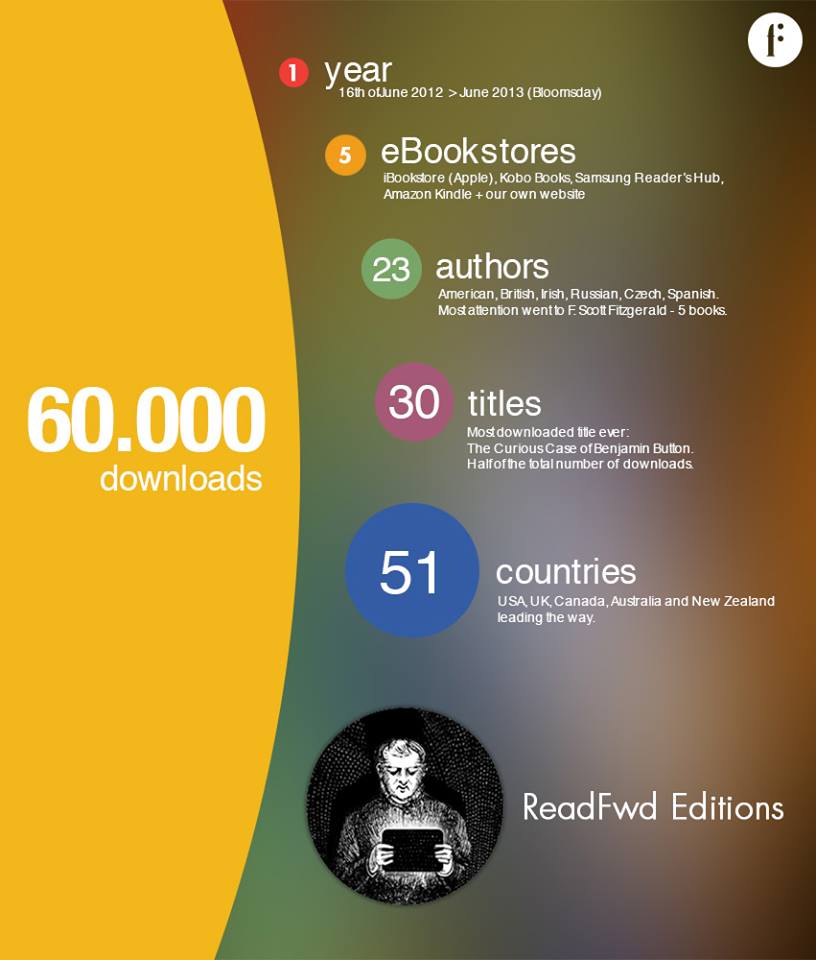 f:
1 year
16th of June 2012 > June 2013 (Bloomsday)
5 eBookstores
iBookstore (Apple), Kobo Books, Samsung Reader's Hub,
Amazon Kindle + our own website
23 authors
American, British, Irish, Russian, Czech, Spanish.
Most attention went to F. Scott Fitzgerald - 5 books.
60.000
downloads
30 titles
Most downloaded title ever:
The Curious Case of Benjamin Button.
Half of the total number of downloads.
51 countries
USA, UK, Canada, Australia and New Zealand
leading the way.
ReadFwd Editions